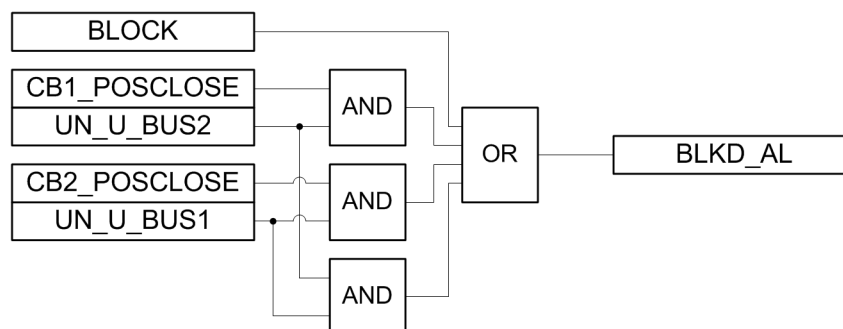 BLOCK
CB1_POSCLOSE
AND
UN_U_BUS2
OR
BLKD_AL
CB2_POSCLOSE
AND
UN_U_BUS1
AND